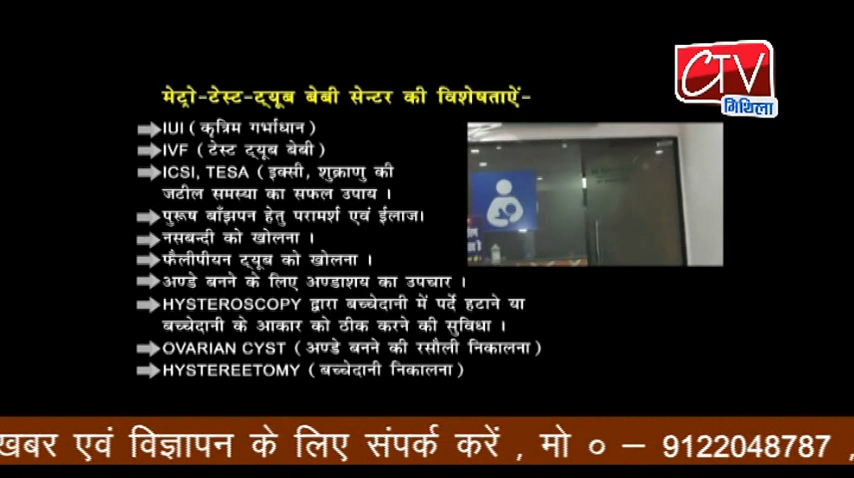 CTV
मिथिला
मेट्रो-टेस्ट-ट्यूब बेबी सेन्टर की विशेषताऐं-
IUI ( कृत्रिम गर्भाधान )
IVF ( टेस्ट ट्यूब बेबी )
ICSI, TESA ( इक्सी, शुक्राणु की
जटील समस्या का सफल उपाय ।
पुरूष बाँझपन हेतु परामर्श एवं ईलाज।
नसबन्दी को खोलना ।
फैलीपीयन ट्यूब को खोलना ।
अण्डे बनने के लिए अण्डाशय का उपचार ।
HYSTEROSCOPY द्वारा बच्चेदानी में पर्दे हटाने या
बच्चेदानी के आकार को ठीक करने की सुविधा ।
OVARIAN CYST ( अण्डे बनने की रसौली निकालना )
HYSTEREETOMY ( बच्चेदानी निकालना )
खबर एवं विज्ञापन के लिए संपर्क करें , मो ० – 9122048787 ,